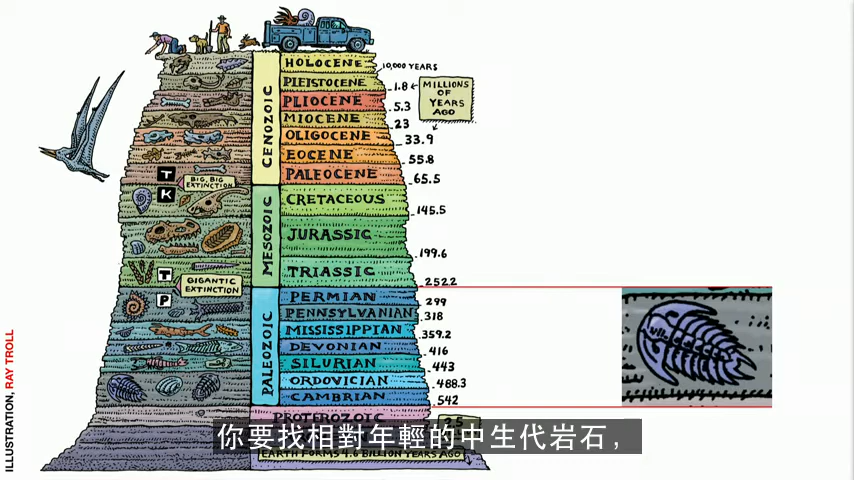 HOLOCENE
10,000 YEARS
PLEISTOCENE
1.8
MILLIONS
OF
YEARS
AGO
PLIOCENE
5.3
MIOCENE
23
OLIGOCENE
33.9
EOCENE
55.8
PALEOCENE
65.5
CENOZOIC
T
K
BIG, BIG
EXTINCTION
CRETACEOUS
145.5
JURASSIC
199.6
TRIASSIC
252.2
MESOZOIC
T
P
GIGANTIC
EXTINCTION
PERMIAN
299
PENNSYLVANIAN
318
MISSISSIPPIAN
359.2
DEVONIAN
416
SILURIAN
443
ORDOVICIAN
488.3
CAMBRIAN
542
PALEOZOIC
PROTEROZOIC
2.5
你要找相對年輕的中生代岩石，
EARTH FORMS 4.6 BILLION YEARS AGO
ILLUSTRATION, RAY TROLL